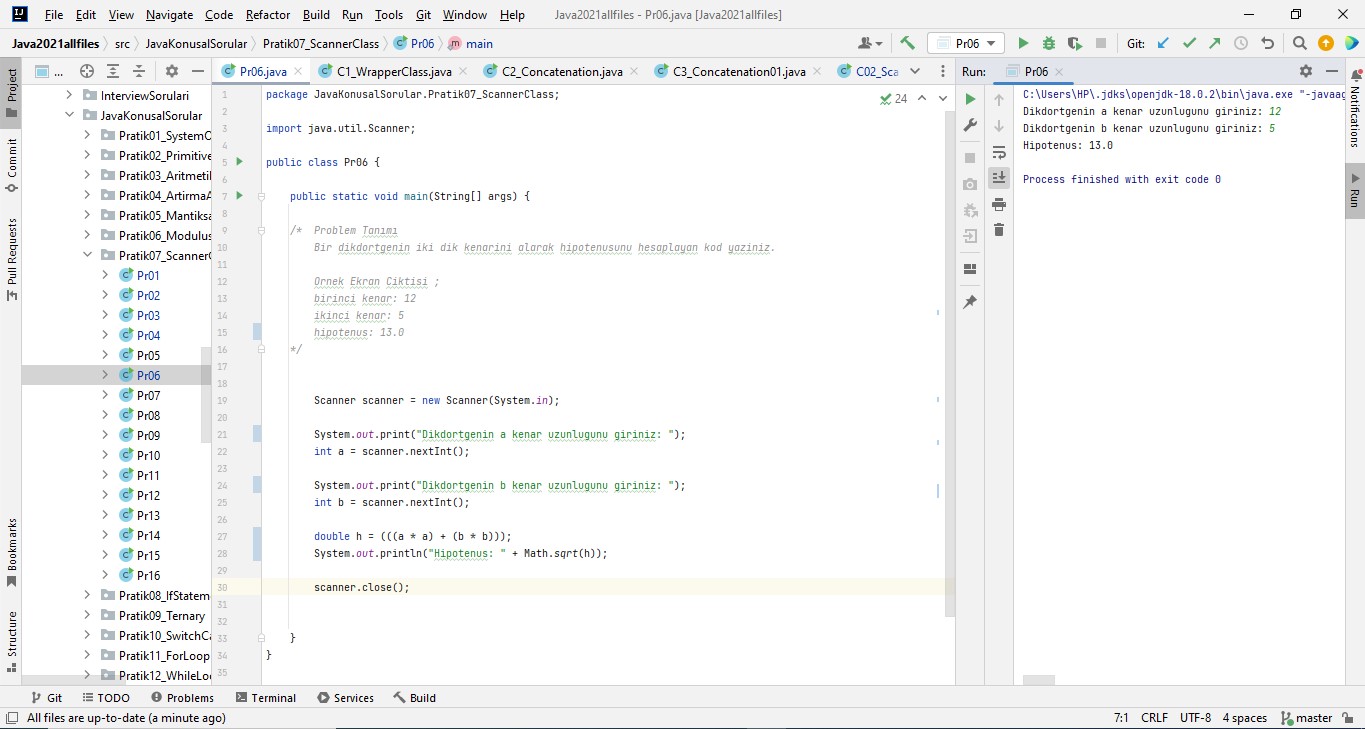 File Edit View Navigate Code Refactor Build Run Tools Git Window Help Java2021allfiles - Pr06.java [Java2021allfiles]
Java2021allfiles src JavaKonusalSorular Pratik07_ScannerClass Pr06 main Pr06 Git:
Project
Commit
Pull Requests
Bookmarks
Structure
...
InterviewSorulari
JavaKonusalSorular
Pratik01_SystemO
Pratik02_Primitive
Pratik03_Aritmeti
Pratik04_ArtirmaA
Pratik05_Mantiksa
Pratik06_Modulus
Pratik07_Scanner
Pr01
Pr02
Pr03
Pr04
Pr05
Pr06
Pr07
Pr08
Pr09
Pr10
Pr11
Pr12
Pr13
Pr14
Pr15
Pr16
Pratik08_IfStatem
Pratik09_Ternary
Pratik10_SwitchCa
Pratik11_ForLoop
Pratik12_WhileLoo
Pr06.java C1_WrapperClass.java C2_Concatenation.java C3_Concatenation01.java C02_Sca
24
1 package JavaKonusalSorular.Pratik07_ScannerClass;
2
3 import java.util.Scanner;
4
5 public class Pr06 {
6
7 public static void main(String[] args) {
8
9 /* Problem Tanımı
10 Bir dikdortgenin iki dik kenarini alarak hipotenusunu hesaplayan kod yaziniz.
11
12 Ornek Ekran Ciktisi ;
13 birinci kenar: 12
14 ikinci kenar: 5
15 hipotenus: 13.0
16 */
17
18
19 Scanner scanner = new Scanner(System.in);
20
21 System.out.print("Dikdortgenin a kenar uzunlugunu giriniz: ");
22 int a = scanner.nextInt();
23
24 System.out.print("Dikdortgenin b kenar uzunlugunu giriniz: ");
25 int b = scanner.nextInt();
26
27 double h = (((a * a) + (b * b)));
28 System.out.println("Hipotenus: " + Math.sqrt(h));
29
30 scanner.close();
31
32
33 }
34 }
35
Run: Pr06
C:\Users\HP\.jdks\openjdk-18.0.2\bin\java.exe "-javaag
Dikdortgenin a kenar uzunlugunu giriniz: 12
Dikdortgenin b kenar uzunlugunu giriniz: 5
Hipotenus: 13.0
Process finished with exit code 0
Notifications
Run
Git TODO Problems Terminal Services Build
All files are up-to-date (a minute ago) 7:1 CRLF UTF-8 4 spaces master